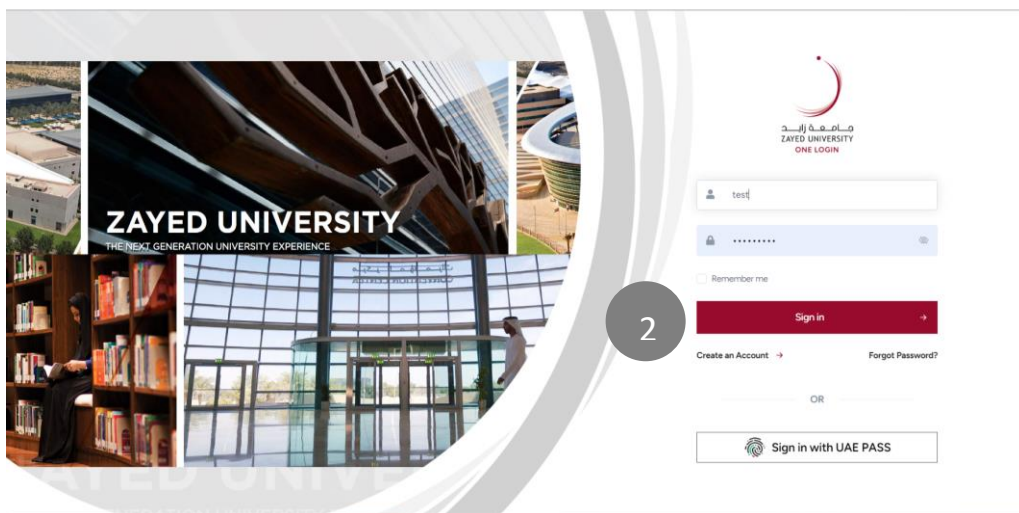 ZAYED UNIVERSITY
THE NEXT GENERATION UNIVERSITY EXPERIENCE
جامعة زايد
ZAYED UNIVERSITY
ONE LOGIN
test
Remember me
2
Sign in
Create an Account
Forgot Password?
OR
Sign in with UAE PASS